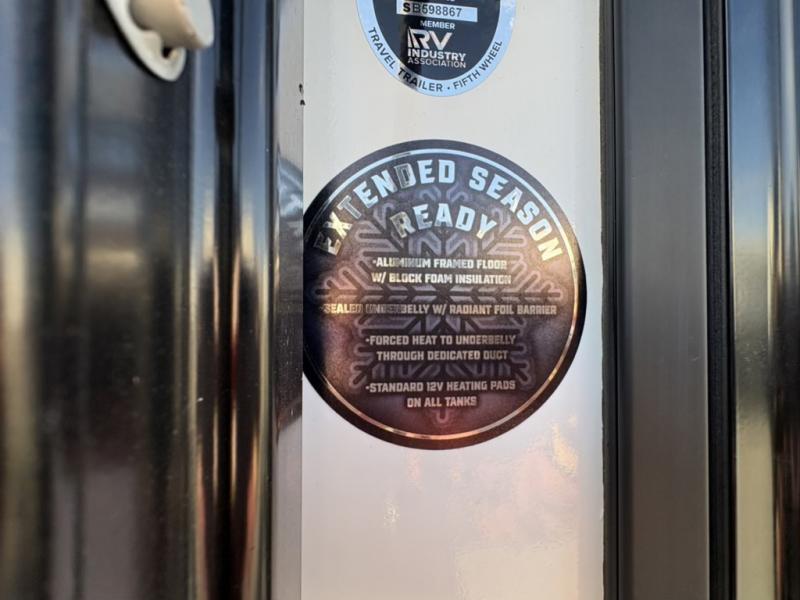 SB598867
MEMBER
RV
INDUSTRY
ASSOCIATION
TRAVEL TRAILER • FIFTH WHEEL
EXTENDED SEASON
READY
•ALUMINUM FRAMED FLOOR
W/ BLOCK FOAM INSULATION
•SEALED UNDERBELLY W/ RADIANT FOIL BARRIER
•FORCED HEAT TO UNDERBELLY
THROUGH DEDICATED DUCT
•STANDARD 12V HEATING PADS
ON ALL TANKS